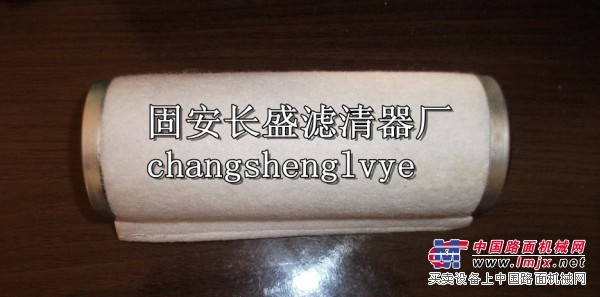 固安长盛滤清器厂
changshenglvye
中国路面机械网
www.lmjx.net
买卖设备上中国路面机械网